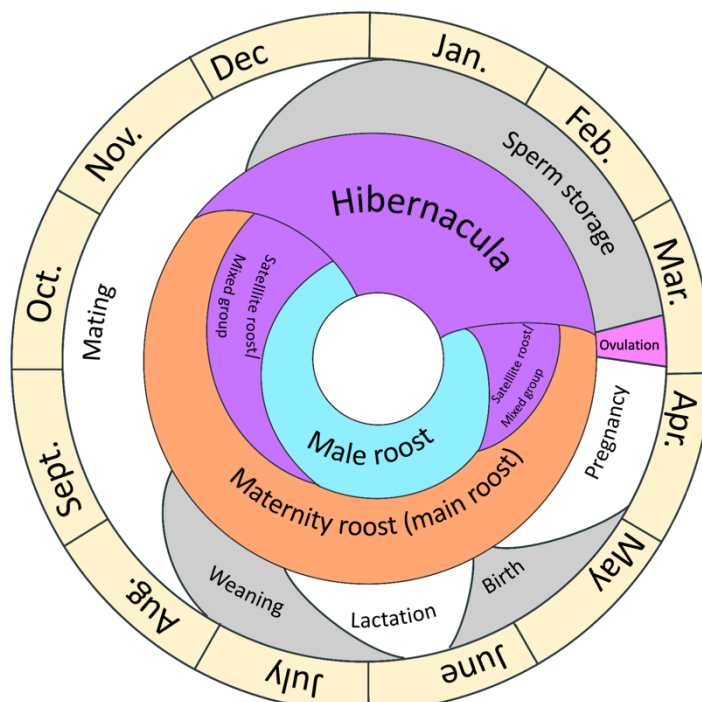 Jan.
Feb.
Mar.
Apr.
May
June
July
Aug.
Sept.
Oct.
Nov.
Dec
Sperm storage
Ovulation
Pregnancy
Birth
Lactation
Weaning
Mating
Hibernacula
Satellite roost/
Mixed group
Satelllite roost/
Mixed group
Male roost
Maternity roost (main roost)